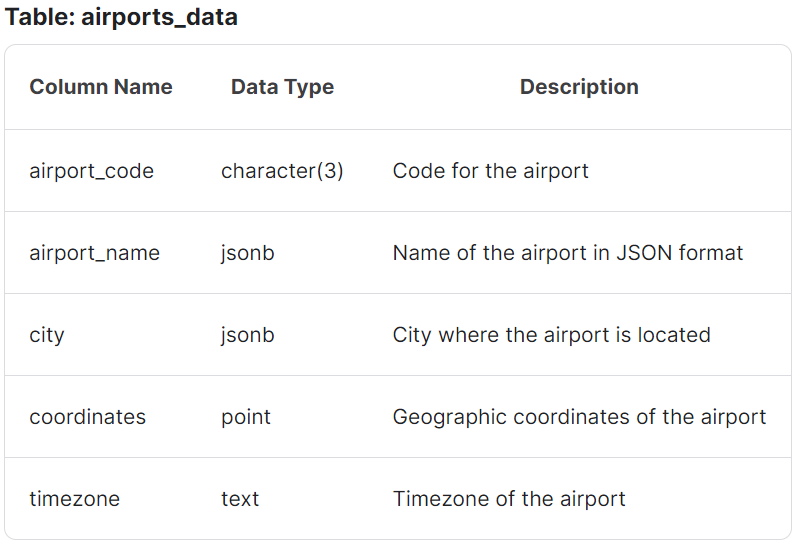 Table: airports_data
Column Name Data Type Description
airport_code character(3) Code for the airport
airport_name jsonb Name of the airport in JSON format
city jsonb City where the airport is located
coordinates point Geographic coordinates of the airport
timezone text Timezone of the airport